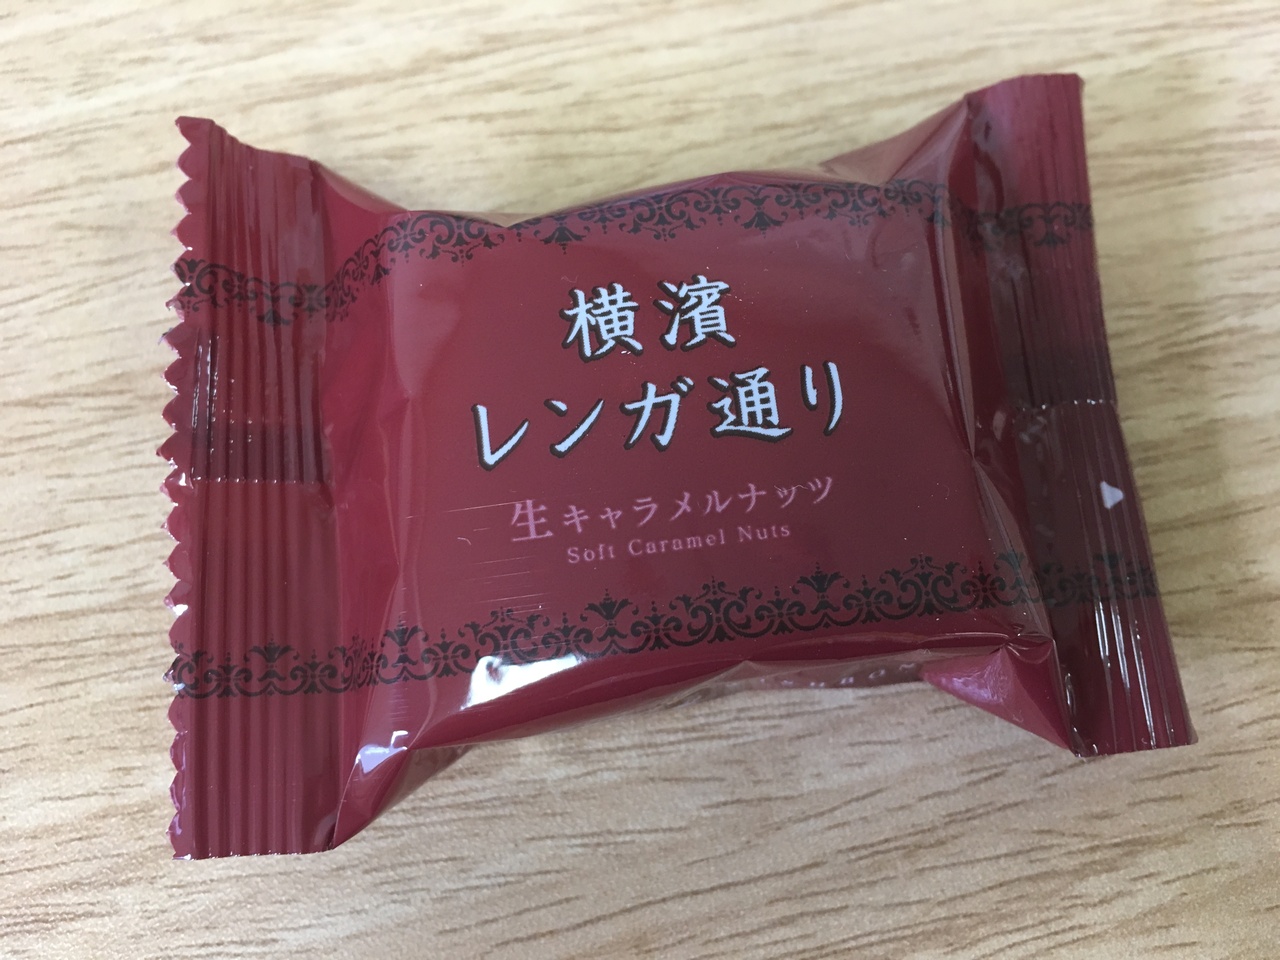 横濱
レンガ通り
生キャラメルナッツ
Soft Caramel Nuts